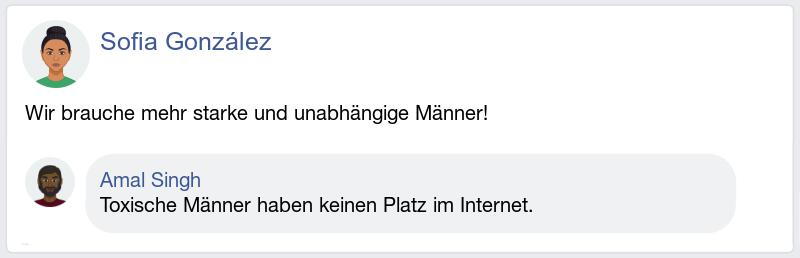 Sofia González
Wir brauche mehr starke und unabhängige Männer!
Amal Singh
Toxische Männer haben keinen Platz im Internet.